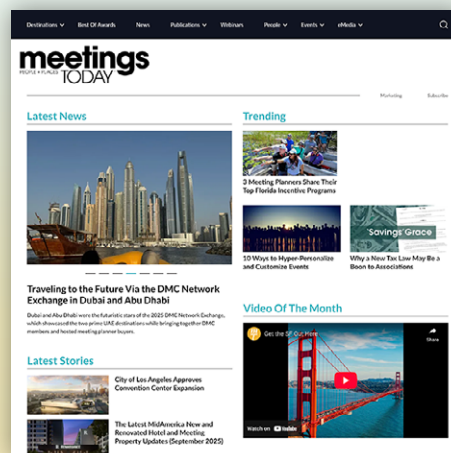 Destinations
Best Of Awards
News
Publications
Webinars
People
Events
eMedia
meetings
PEOPLE + PLACES TODAY
Marketing
Subscribe
Latest News
Traveling to the Future Via the DMC Network
Exchange in Dubai and Abu Dhabi
Dubai and Abu Dhabi were the futuristic stars of the 2025 DMC Network Exchange,
which showcased the two prime UAE destinations while bringing together DMC
members and hosted meeting planner buyers.
Latest Stories
City of Los Angeles Approves
Convention Center Expansion
RENAISSANCE
The Latest MidAmerica New and
Renovated Hotel and Meeting
Property Updates (September 2025)
Trending
3 Meeting Planners Share Their
Top Florida Incentive Programs
10 Ways to Hyper-Personalize
and Customize Events
'Savings' Grace
Why a New Tax Law May Be a
Boon to Associations
Video Of The Month
Get the SF Out Here
Share
Watch on YouTube